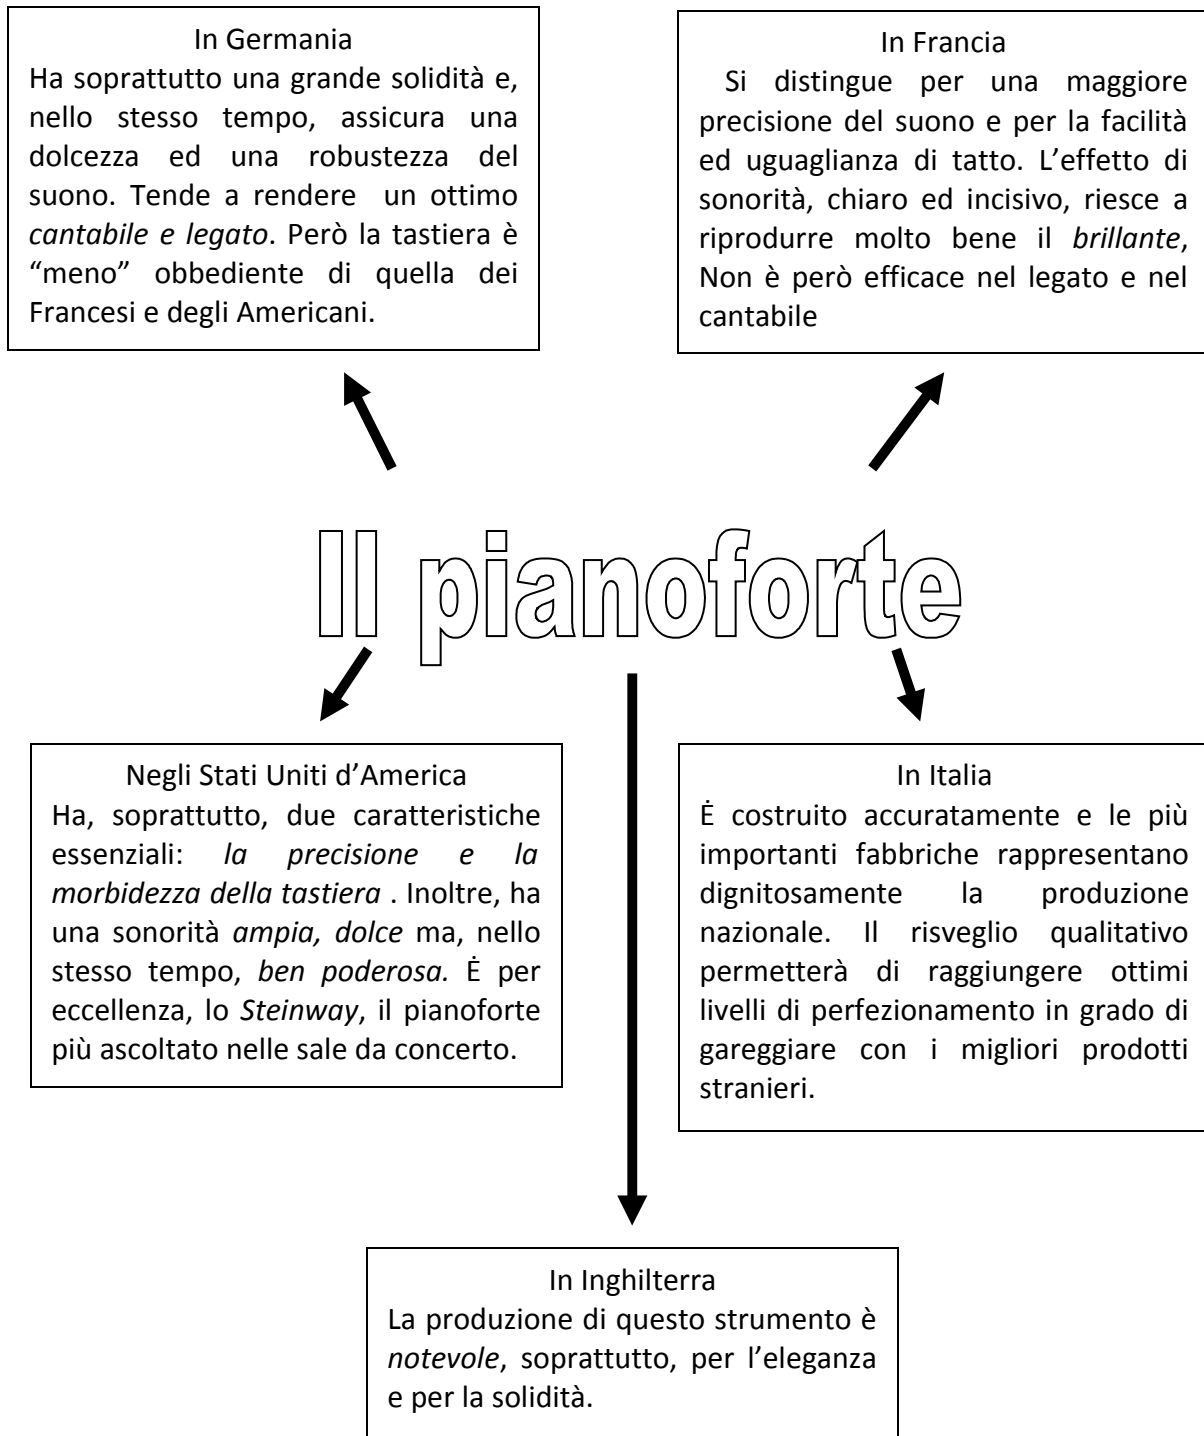 In Germania
Ha soprattutto una grande solidità e,
nello stesso tempo, assicura una
dolcezza ed una robustezza del
suono. Tende a rendere un ottimo
cantabile e legato. Però la tastiera è
“meno” obbediente di quella dei
Francesi e degli Americani.
In Francia
Si distingue per una maggiore
precisione del suono e per la facilità
ed uguaglianza di tatto. L’effetto di
sonorità, chiaro ed incisivo, riesce a
riprodurre molto bene il brillante,
Non è però efficace nel legato e nel
cantabile
Il pianoforte
Negli Stati Uniti d’America
Ha, soprattutto, due caratteristiche
essenziali: la precisione e la
morbidezza della tastiera . Inoltre, ha
una sonorità ampia, dolce ma, nello
stesso tempo, ben poderosa. Ė per
eccellenza, lo Steinway, il pianoforte
più ascoltato nelle sale da concerto.
In Italia
Ė costruito accuratamente e le più
importanti fabbriche rappresentano
dignitosamente la produzione
nazionale. Il risveglio qualitativo
permetterà di raggiungere ottimi
livelli di perfezionamento in grado di
gareggiare con i migliori prodotti
stranieri.
In Inghilterra
La produzione di questo strumento è
notevole, soprattutto, per l’eleganza
e per la solidità.